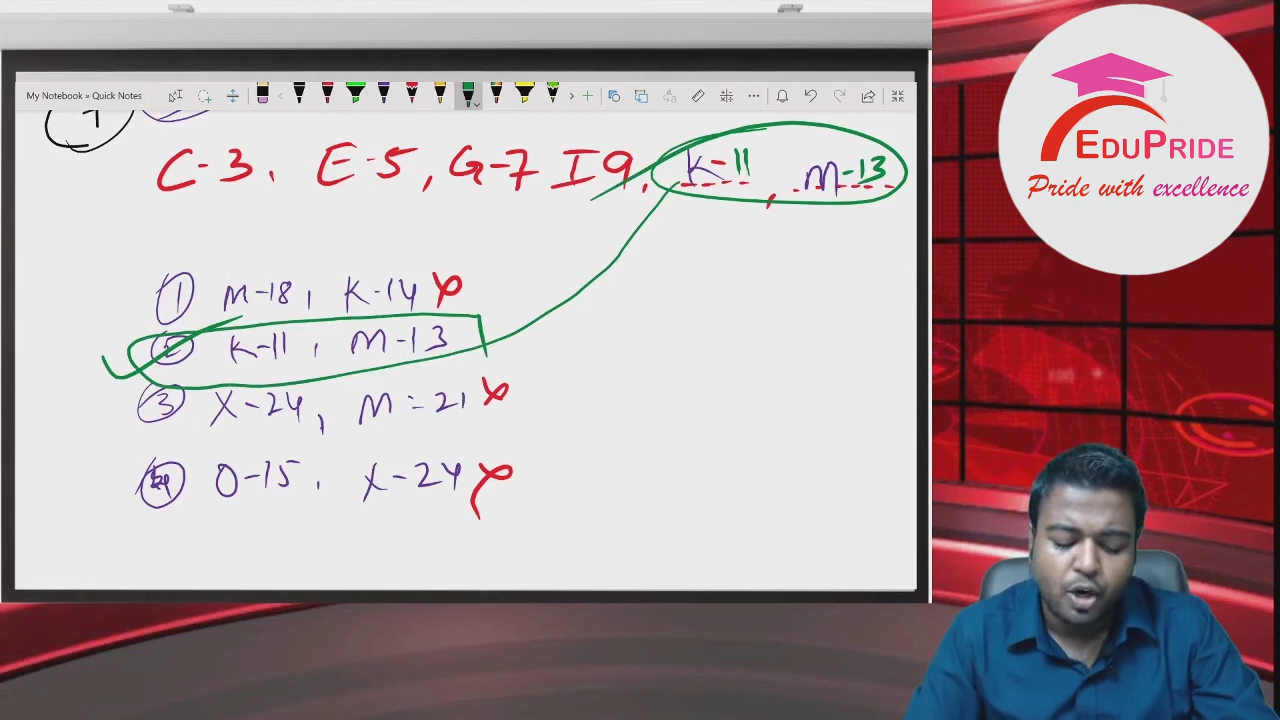 My Notebook » Quick Notes
C-3, E-5, G-7 I 9, K-11, M-13
① M-18, K-14
② K-11, M-13
③ X-24, M-21
④ O-15, X-24
EDUPRIDE
Pride with excellence